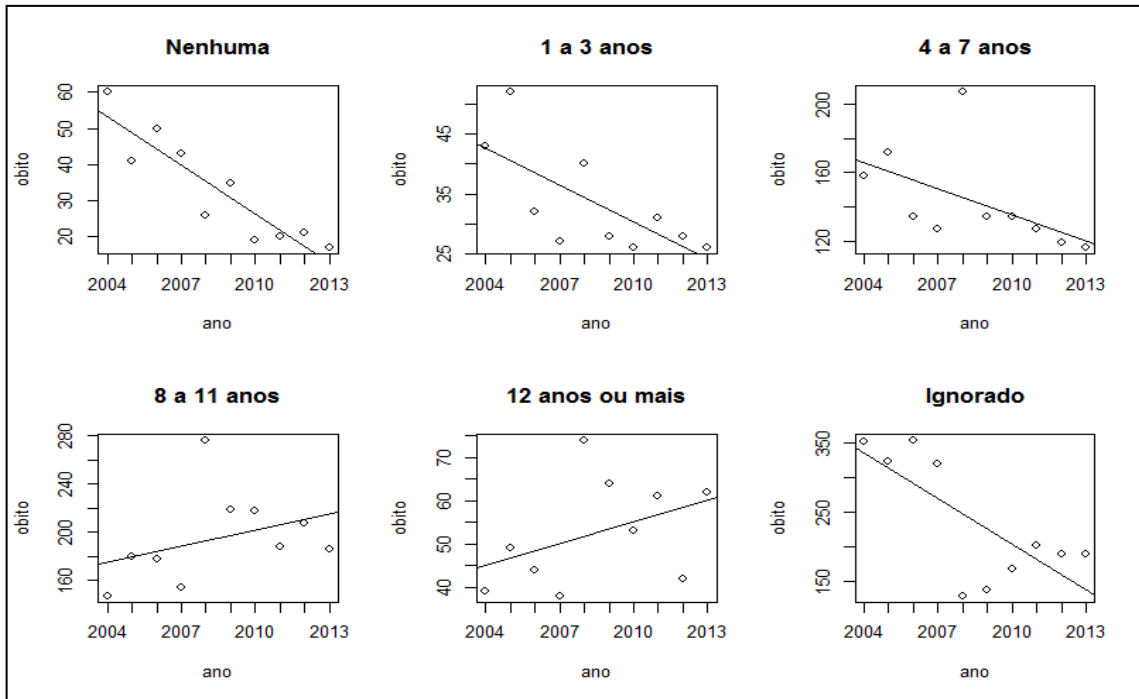 Nenhuma
60
50
40
30
20
obito
2004 2007 2010 2013
ano
1 a 3 anos
45
35
25
obito
2004 2007 2010 2013
ano
4 a 7 anos
200
160
120
obito
2004 2007 2010 2013
ano
8 a 11 anos
280
240
200
160
obito
2004 2007 2010 2013
ano
12 anos ou mais
70
60
50
40
obito
2004 2007 2010 2013
ano
Ignorado
350
250
150
obito
2004 2007 2010 2013
ano